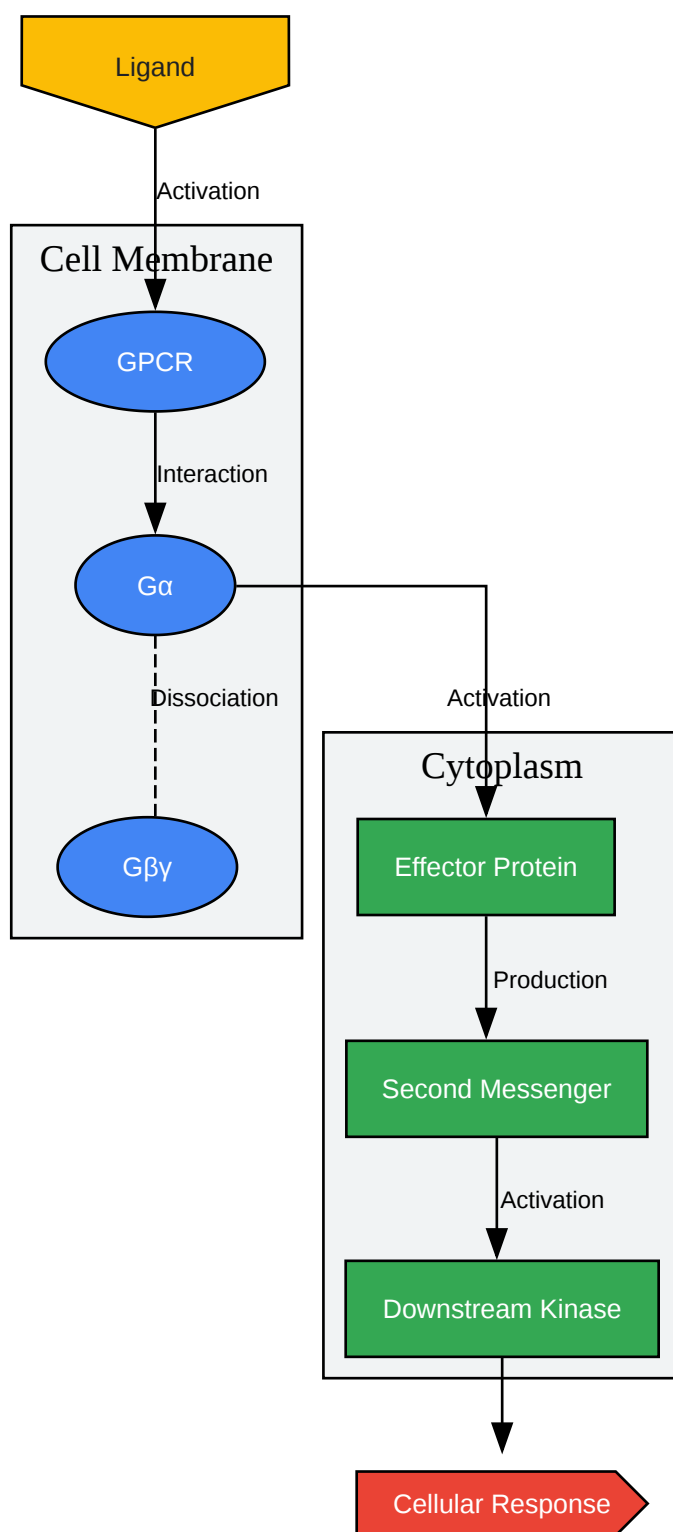 Ligand
Activation
Cell Membrane
GPCR
Interaction
Gα
Dissociation
Activation
Cytoplasm
Gβγ
Effector Protein
Production
Second Messenger
Activation
Downstream Kinase
Cellular Response